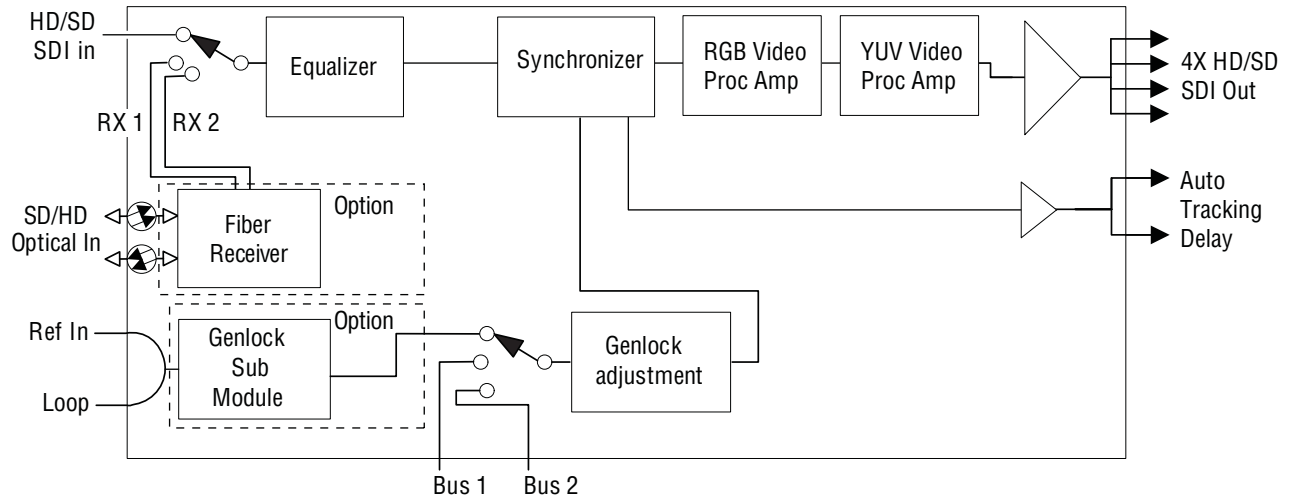 HD/SD
SDI in
Equalizer
Synchronizer
RGB Video
Proc Amp
YUV Video
Proc Amp
4X HD/SD
SDI Out
RX 1
RX 2
SD/HD
Optical In
Fiber
Receiver
Option
Auto
Tracking
Delay
Ref In
Loop
Genlock
Sub
Module
Option
Genlock
adjustment
Bus 1
Bus 2